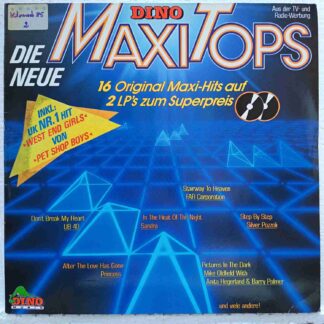 DINO
Aus der TV- und
Radio-Werbung
DIE
NEUE
MAXI TOPS
16 Original Maxi-Hits auf
2 LP's zum Superpreis
INKL.
UK NR. 1 HIT
»WEST END GIRLS«
VON
»PET SHOP BOYS«
Stairway To Heaven
FAR Corporation
Don't Break My Heart
UB 40
In The Heat Of The Night
Sandra
Step By Step
Silver Pozzoli
After The Love Has Gone
Princess
Pictures In The Dark
Mike Oldfield With
Anita Hegerland & Barry Palmer
DINO
MUSIC
und viele andere!